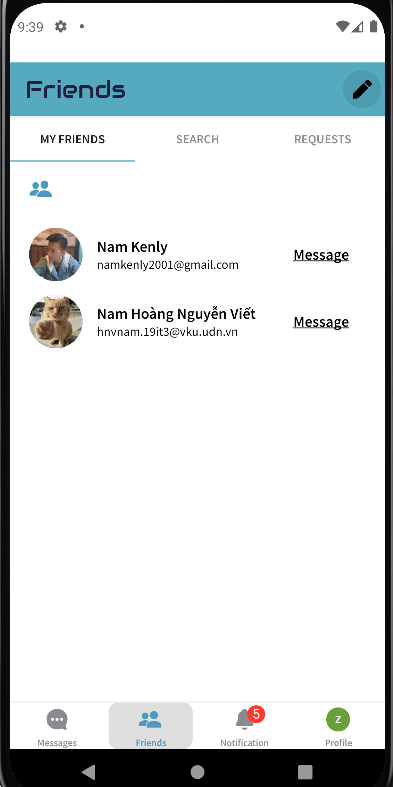 9:39
Friends
MY FRIENDS
SEARCH
REQUESTS
Nam Kenly
namkenly2001@gmail.com
Message
Nam Hoàng Nguyễn Viết
hnvnam.19it3@vku.udn.vn
Message
5
Z
Messages
Friends
Notification
Profile